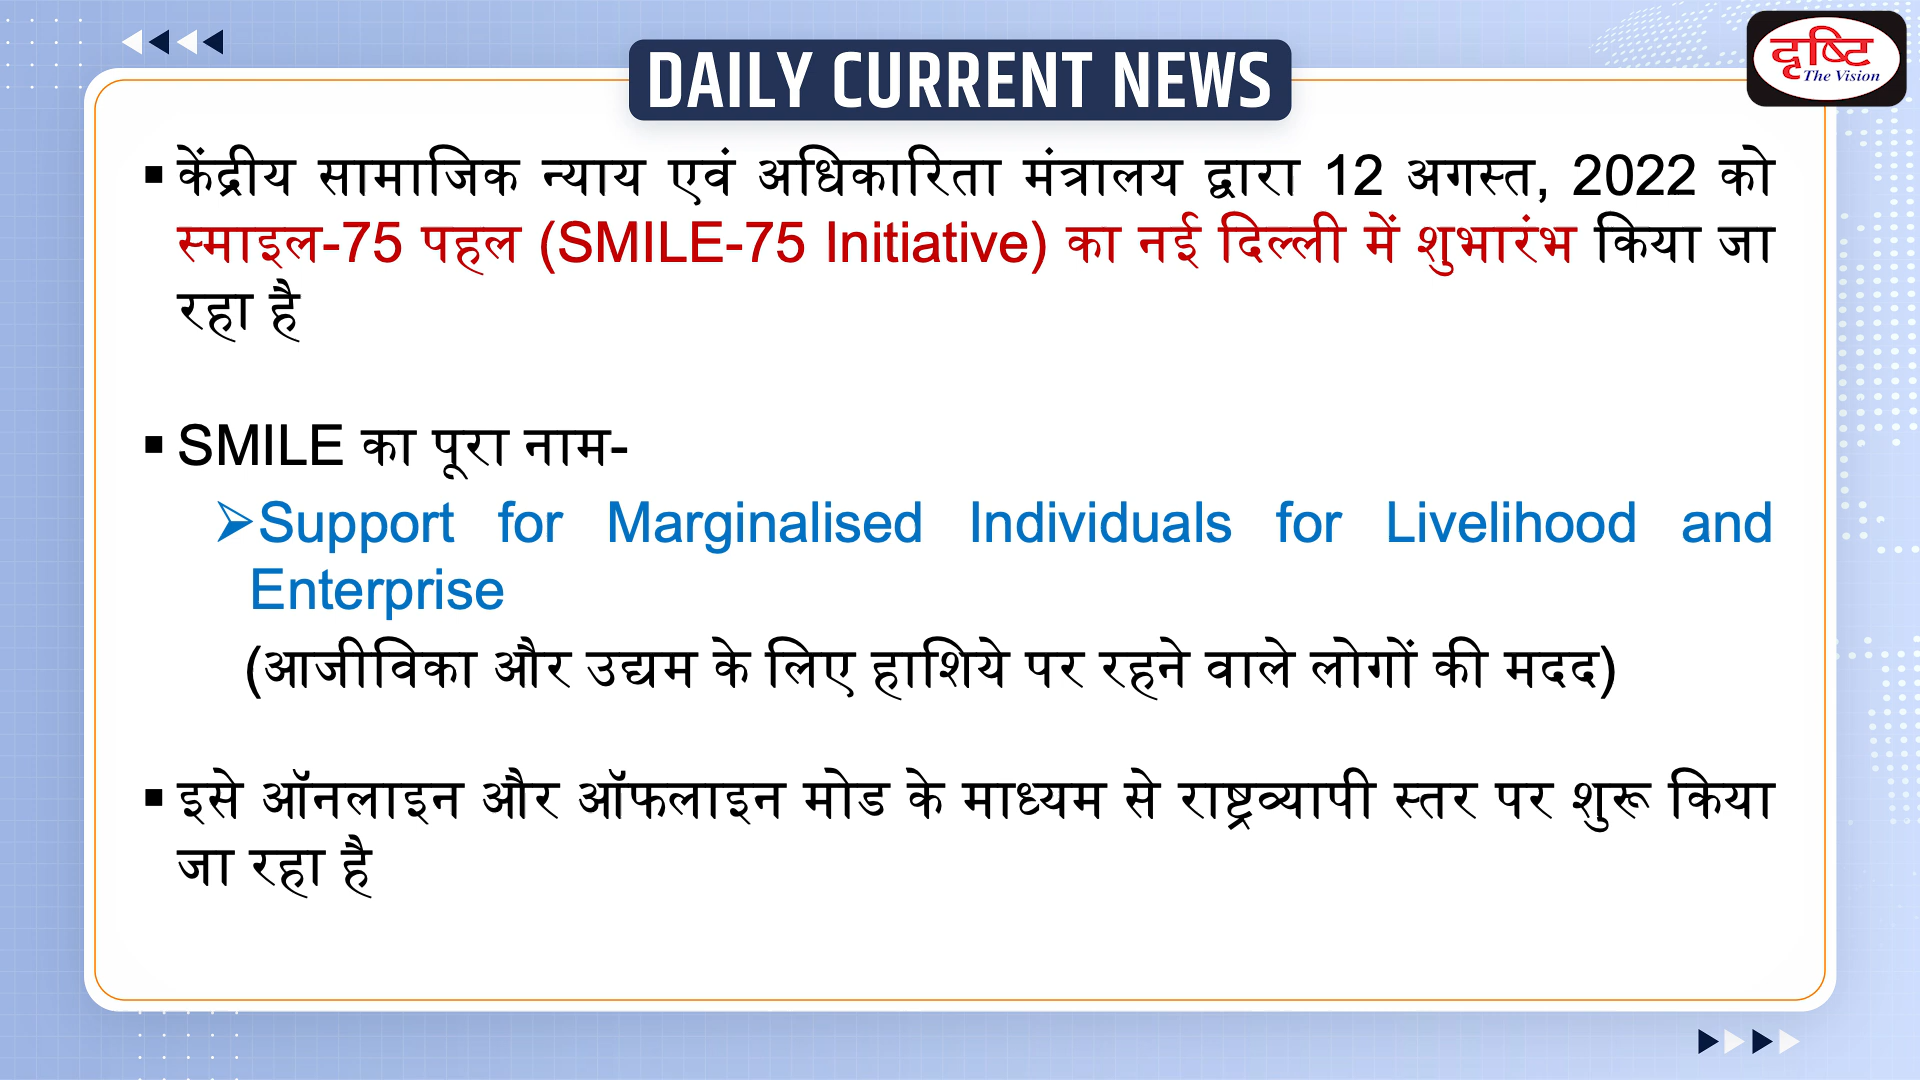 DAILY CURRENT NEWS
दृष्टि
The Vision
▪ केंद्रीय सामाजिक न्याय एवं अधिकारिता मंत्रालय द्वारा 12 अगस्त, 2022 को
स्माइल-75 पहल (SMILE-75 Initiative) का नई दिल्ली में शुभारंभ किया जा
रहा है
▪ SMILE का पूरा नाम-
➢Support for Marginalised Individuals for Livelihood and
Enterprise
(आजीविका और उद्यम के लिए हाशिये पर रहने वाले लोगों की मदद)
▪ इसे ऑनलाइन और ऑफलाइन मोड के माध्यम से राष्ट्रव्यापी स्तर पर शुरू किया
जा रहा है